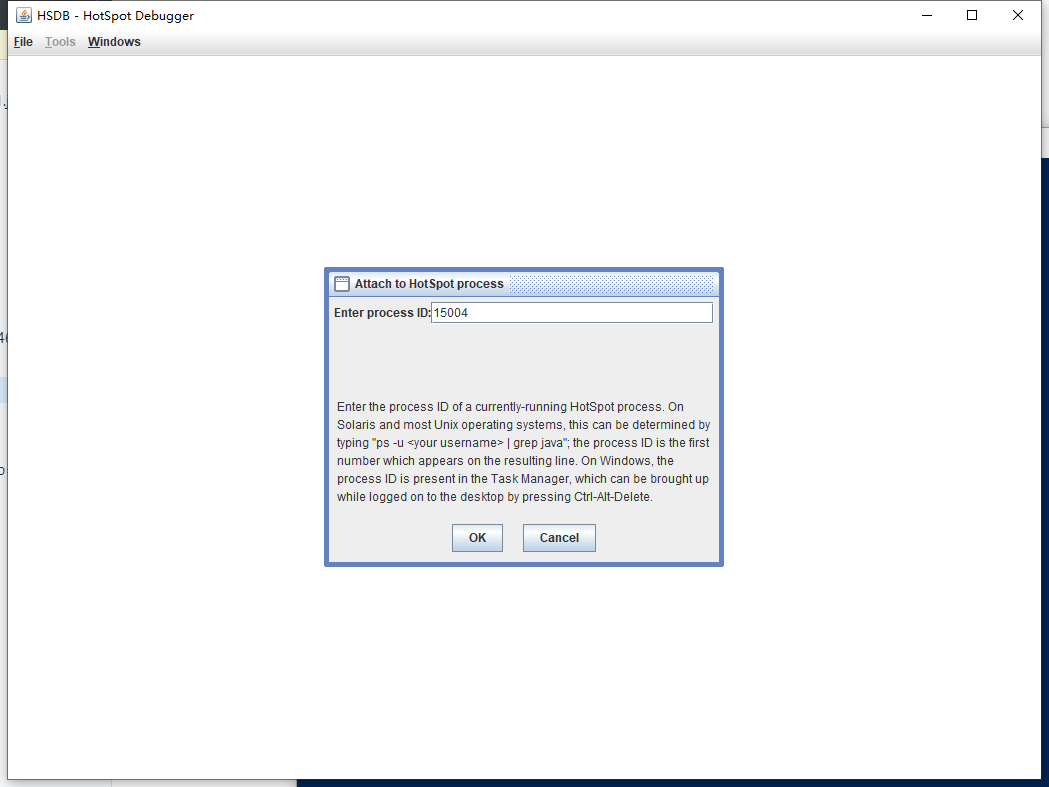 HSDB - HotSpot Debugger
File Tools Windows
Attach to HotSpot process
Enter process ID: 15004
Enter the process ID of a currently-running HotSpot process. On
Solaris and most Unix operating systems, this can be determined by
typing "ps -u <your username> | grep java"; the process ID is the first
number which appears on the resulting line. On Windows, the
process ID is present in the Task Manager, which can be brought up
while logged on to the desktop by pressing Ctrl-Alt-Delete.
OK Cancel